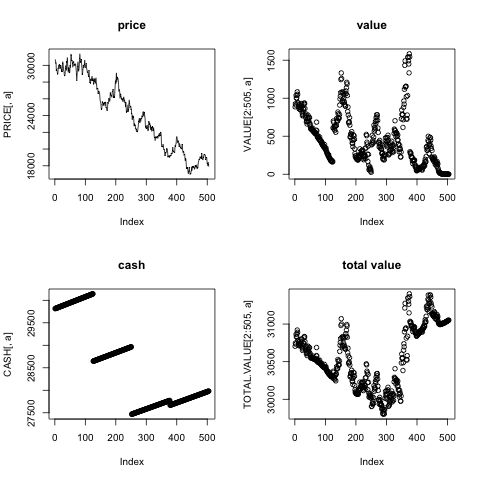 price
PRICE[, a]
30000
24000
18000
0 100 200 300 400 500
Index
value
VALUE[2:505, a]
1500
1000
500
0
0 100 200 300 400 500
Index
cash
CASH[, a]
29500
28500
27500
0 100 200 300 400 500
Index
total value
TOTAL.VALUE[2:505, a]
31000
30500
30000
0 100 200 300 400 500
Index